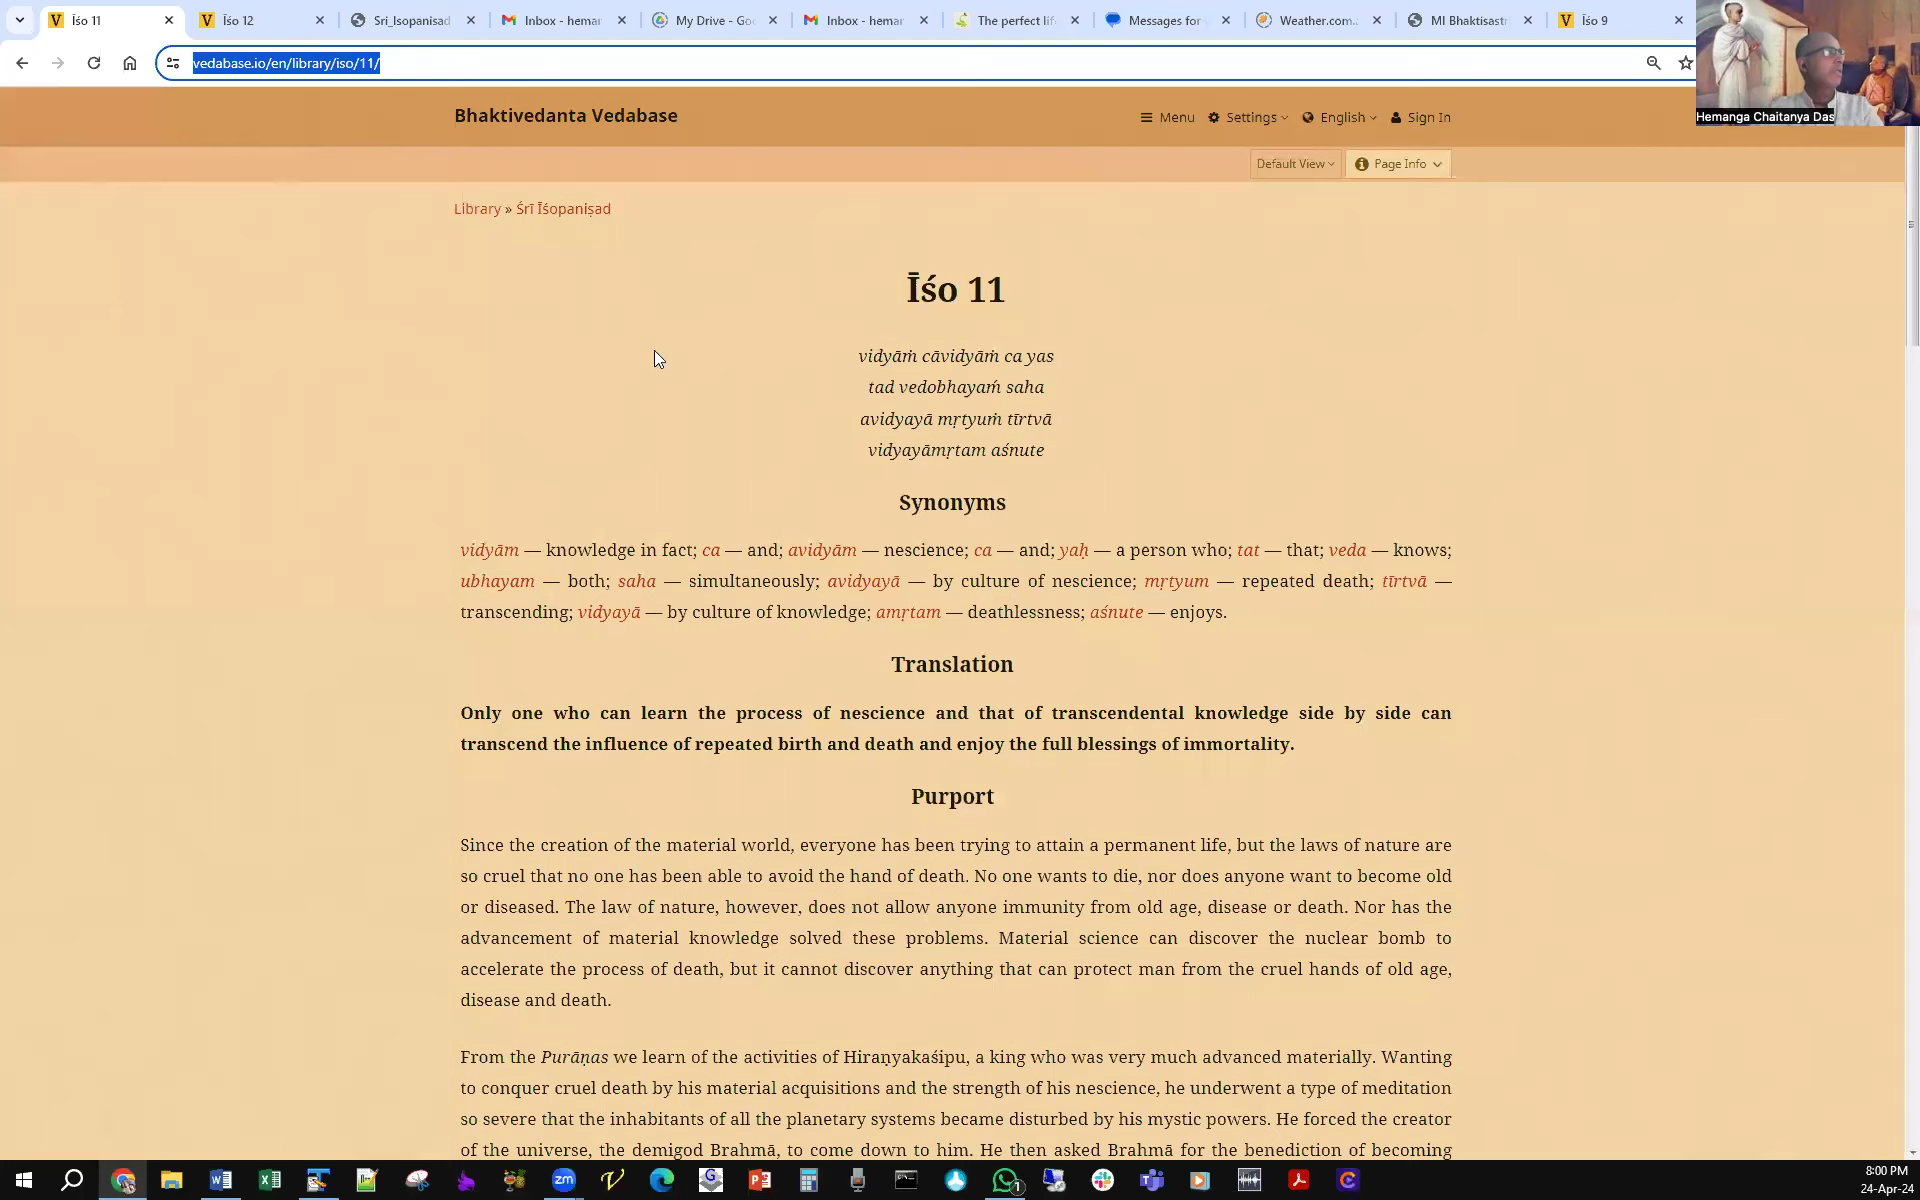 Īśo 11
Īśo 12
Sri_Isopanisad
Inbox - hemar
My Drive - Go
Inbox - hemar
The perfect lif
Messages for
Weather.com
MI Bhaktisastr
Īśo 9
vedabase.io/en/library/iso/11/
Hemanga Chaitanya Das
Bhaktivedanta Vedabase
Menu
Settings
English
Sign In
Default View
Page Info
Library » Śrī Īśopaniṣad
Īśo 11
vidyāṁ cāvidyāṁ ca yas
tad vedobhayaṁ saha
avidyayā mṛtyuṁ tīrtvā
vidyayāmṛtam aśnute
Synonyms
vidyām — knowledge in fact; ca — and; avidyām — nescience; ca — and; yaḥ — a person who; tat — that; veda — knows;
ubhayam — both; saha — simultaneously; avidyayā — by culture of nescience; mṛtyum — repeated death; tīrtvā —
transcending; vidyayā — by culture of knowledge; amṛtam — deathlessness; aśnute — enjoys.
Translation
Only one who can learn the process of nescience and that of transcendental knowledge side by side can
transcend the influence of repeated birth and death and enjoy the full blessings of immortality.
Purport
Since the creation of the material world, everyone has been trying to attain a permanent life, but the laws of nature are
so cruel that no one has been able to avoid the hand of death. No one wants to die, nor does anyone want to become old
or diseased. The law of nature, however, does not allow anyone immunity from old age, disease or death. Nor has the
advancement of material knowledge solved these problems. Material science can discover the nuclear bomb to
accelerate the process of death, but it cannot discover anything that can protect man from the cruel hands of old age,
disease and death.
From the Purāṇas we learn of the activities of Hiraṇyakaśipu, a king who was very much advanced materially. Wanting
to conquer cruel death by his material acquisitions and the strength of his nescience, he underwent a type of meditation
so severe that the inhabitants of all the planetary systems became disturbed by his mystic powers. He forced the creator
of the universe, the demigod Brahmā, to come down to him. He then asked Brahmā for the benediction of becoming
zm
1
8:00 PM
24-Apr-24